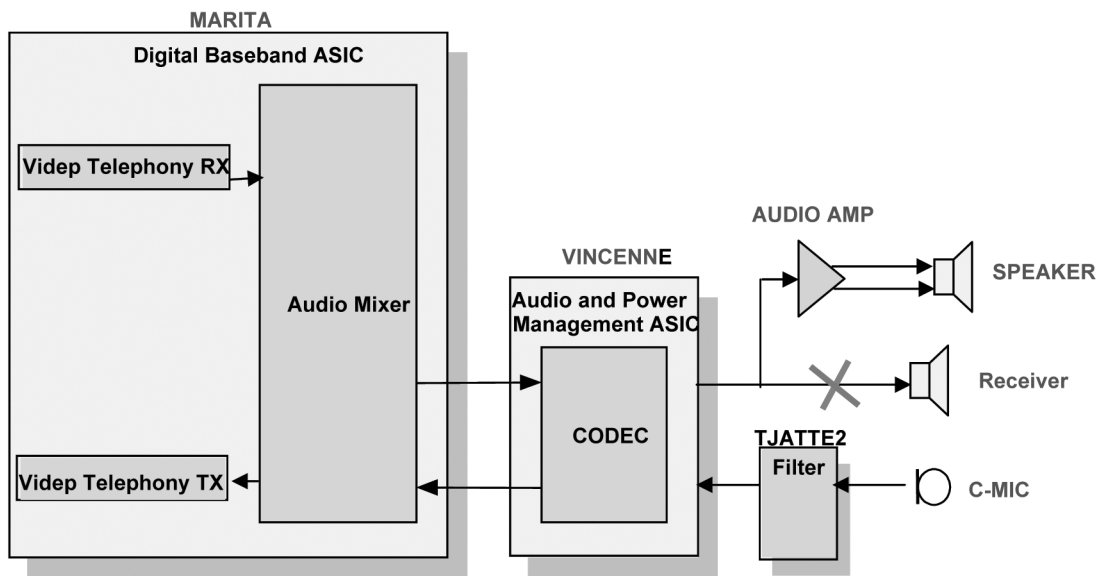 MARITA
Digital Baseband ASIC
Videp Telephony RX
Audio Mixer
Videp Telephony TX
VINCENNE
Audio and Power
Management ASIC
CODEC
AUDIO AMP
SPEAKER
Receiver
TJATTE2
Filter
C-MIC